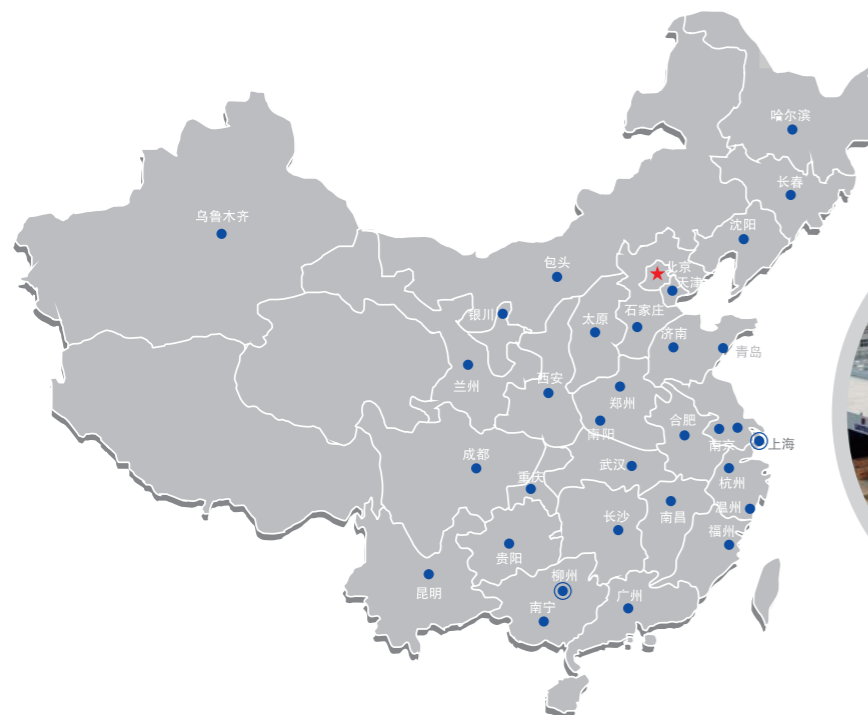 哈尔滨
长春
乌鲁木齐
沈阳
包头
北京
天津
银川
太原
石家庄
济南
青岛
兰州
西安
郑州
南阳
合肥
南京
上海
成都
重庆
武汉
杭州
温州
长沙
南昌
福州
贵阳
昆明
柳州
南宁
广州